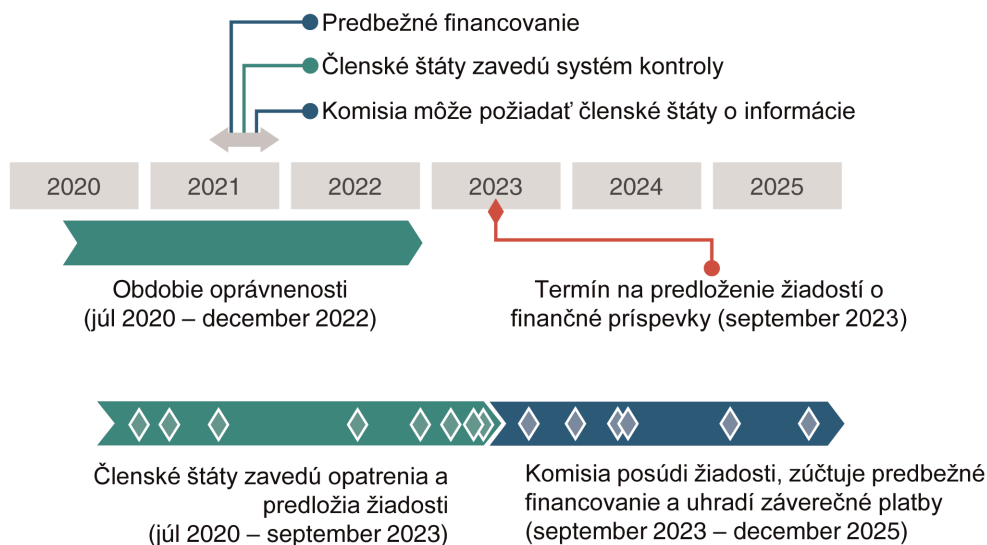 Predbežné financovanie
Členské štáty zavedú systém kontroly
Komisia môže požiadať členské štáty o informácie
2020
2021
2022
2023
2024
2025
Obdobie oprávnenosti
(júl 2020 – december 2022)
Termín na predloženie žiadostí o
finančné príspevky (september 2023)
Členské štáty zavedú opatrenia a
predložia žiadosti
(júl 2020 – september 2023)
Komisia posúdi žiadosti, zúčtuje predbežné
financovanie a uhradí záverečné platby
(september 2023 – december 2025)